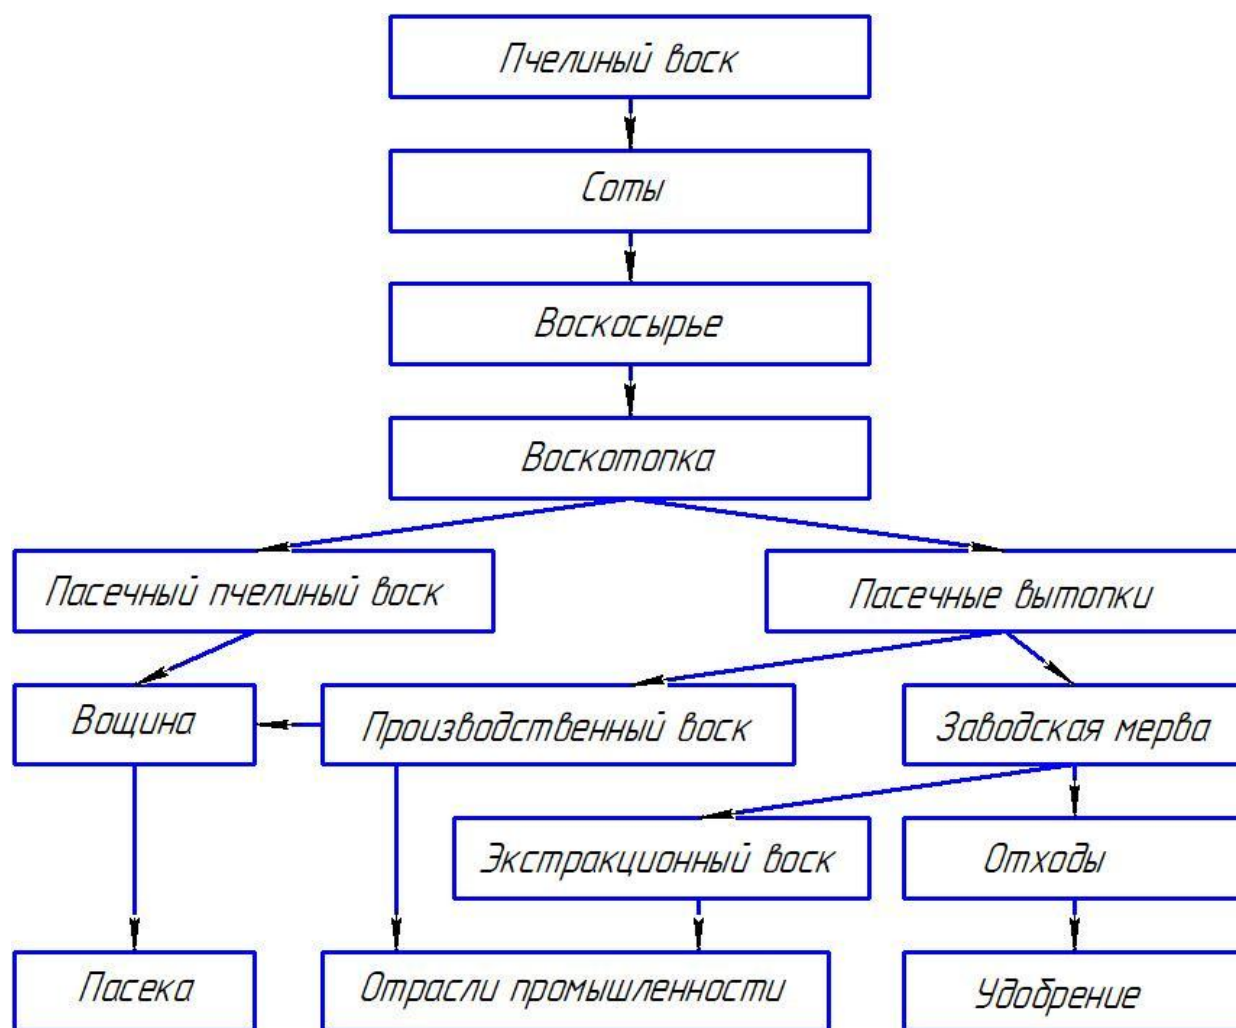 Пчелиный воск
Соты
Воскосырье
Воскотопка
Пасечный пчелиный воск
Пасечные вытопки
Вощина
Производственный воск
Заводская мерва
Экстракционный воск
Отходы
Пасека
Отрасли промышленности
Удобрение